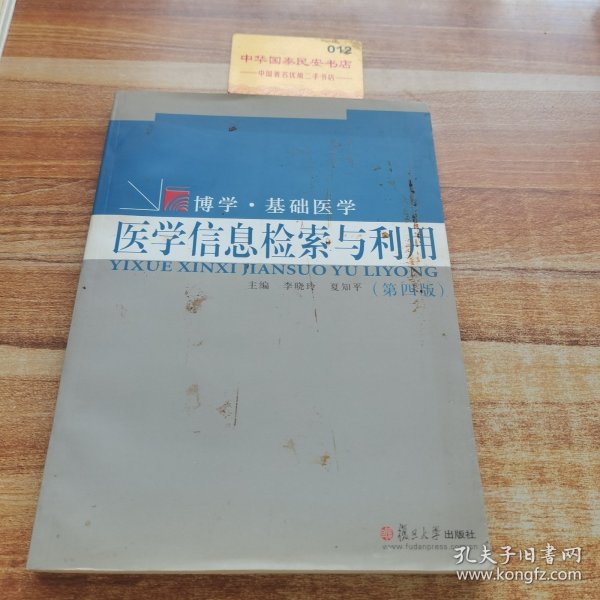 012
中华国泰民安书店
中国著名优质二手书店
博学·基础医学
医学信息检索与利用
YIXUE XINXI JIANSUO YU LIYONG
主编 李晓玲 夏知平
(第四版)
復旦大學出版社
www.fudanpress.com
孔夫子旧书网
www.kongfz.com